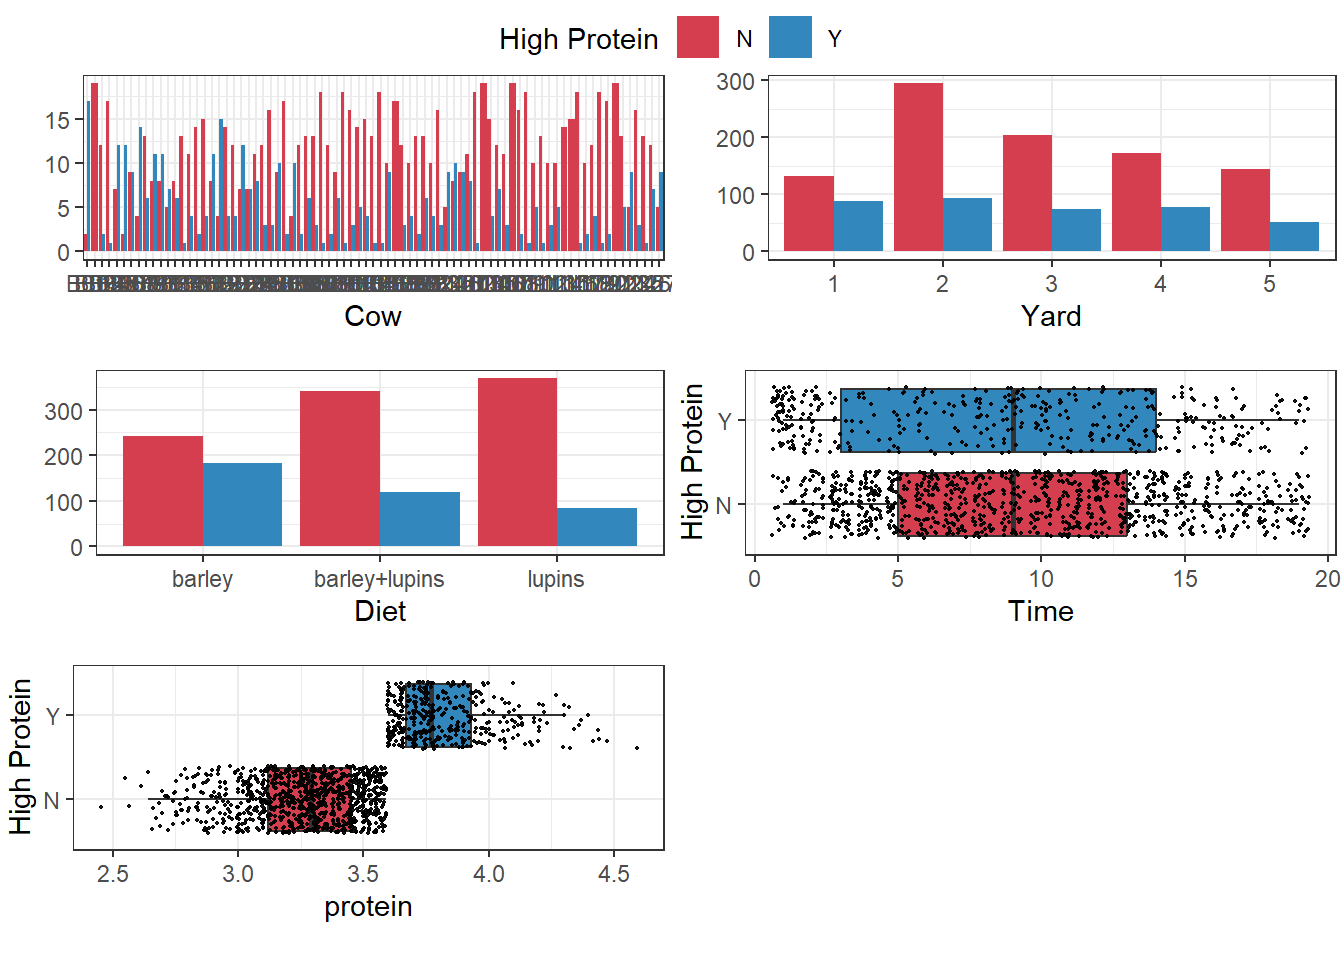 High Protein N Y
15
10
5
0
Cow
300
200
100
0
1 2 3 4 5
Yard
300
200
100
0
barley barley+lupins lupins
Diet
High Protein
Y
N
0 5 10 15 20
Time
High Protein
Y
N
2.5 3.0 3.5 4.0 4.5
protein